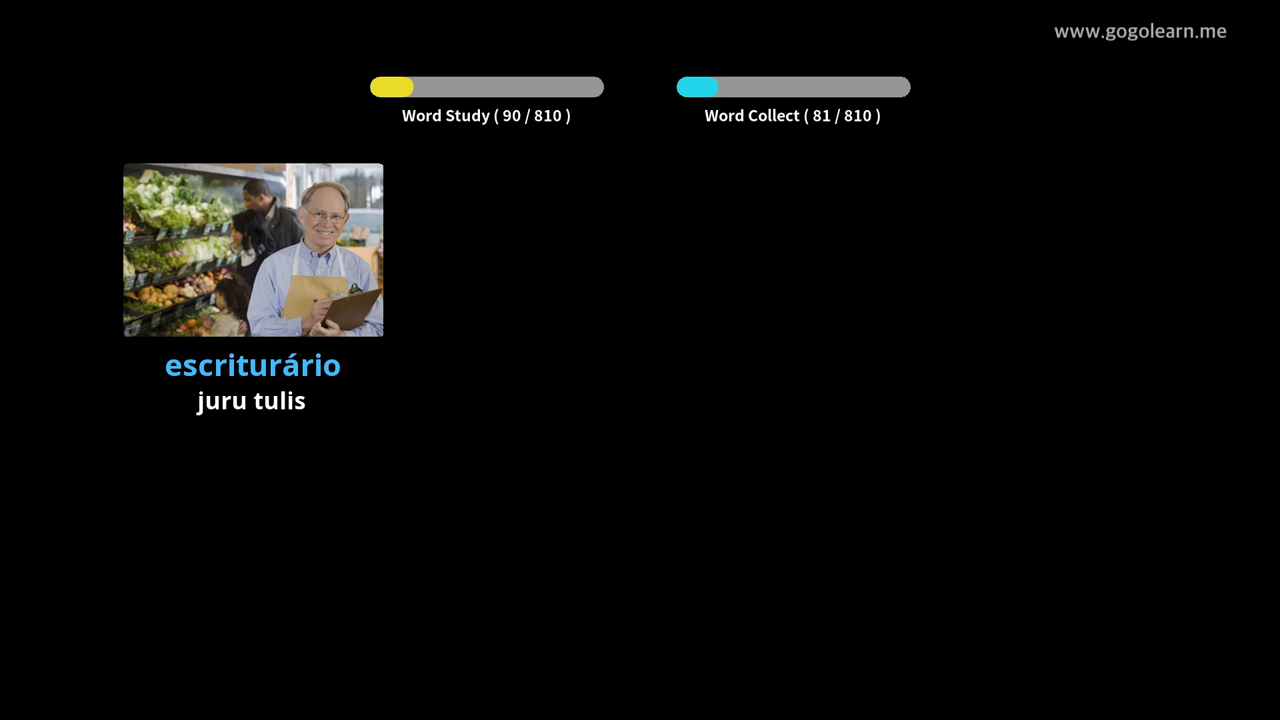 www.gogolearn.me
Word Study ( 90 / 810 )
Word Collect ( 81 / 810 )
escriturário
juru tulis